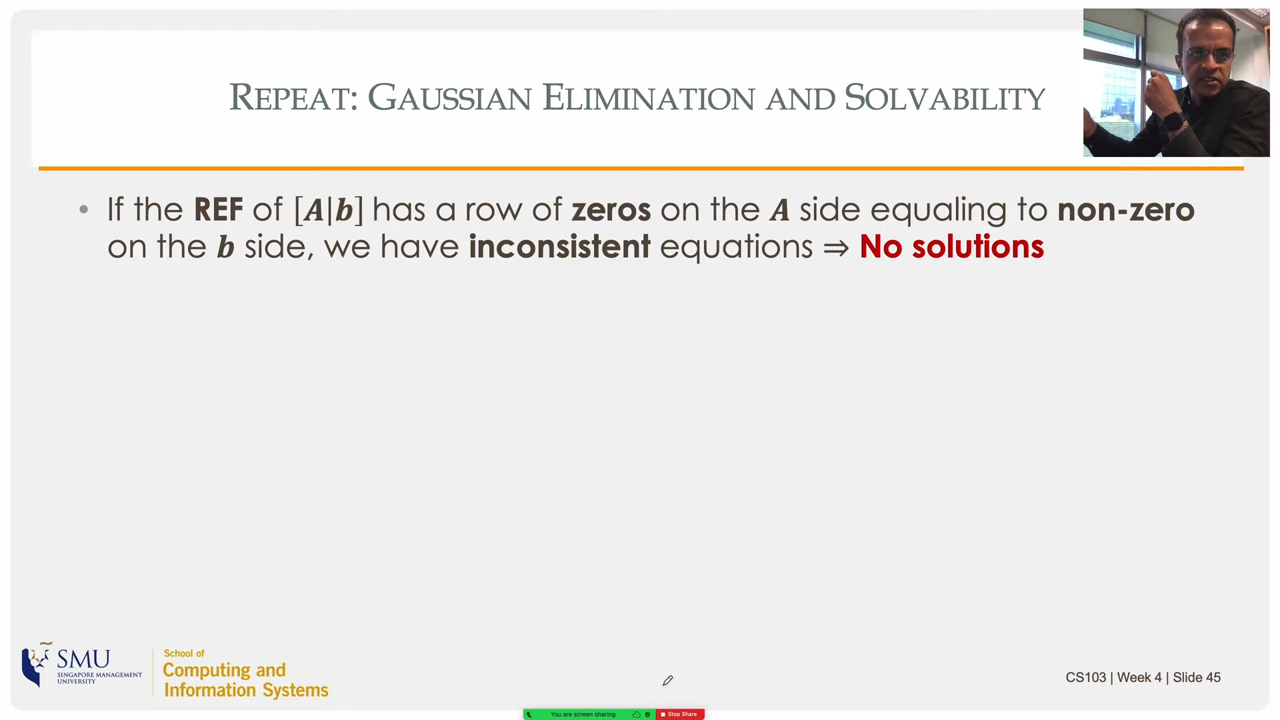 REPEAT: GAUSSIAN ELIMINATION AND SOLVABILITY
• If the REF of [A|b] has a row of zeros on the A side equaling to non-zero
on the b side, we have inconsistent equations ⇒ No solutions
SMU
SINGAPORE MANAGEMENT
UNIVERSITY
School of
Computing and
Information Systems
CS103 | Week 4 | Slide 45
You are screen sharing
Stop Share